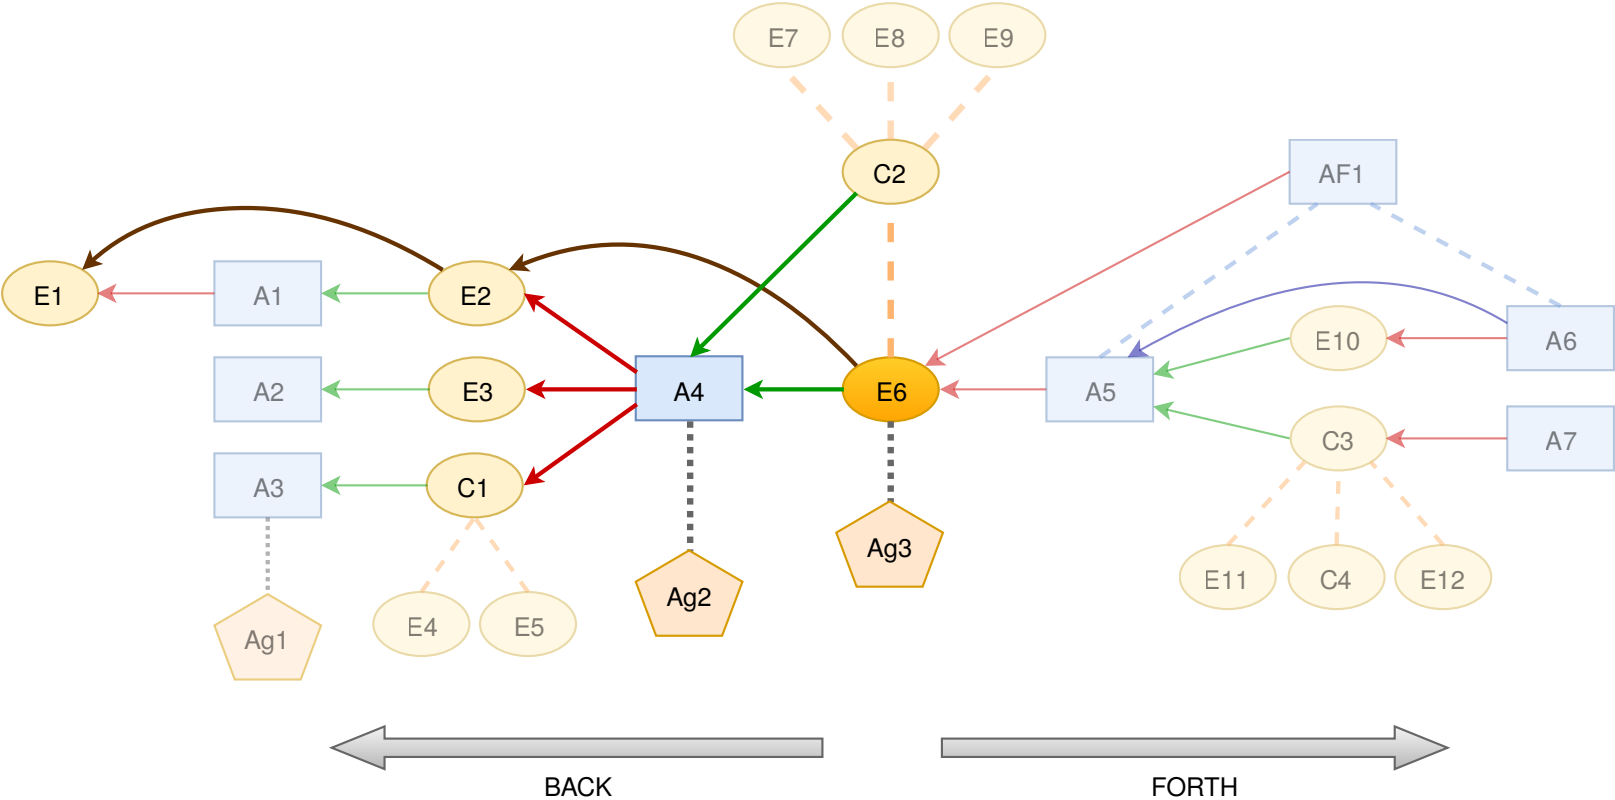 E7 E8 E9
C2 AF1
E1 A1 E2 E10 A6
A2 E3 A4 E6 A5
A3 C1 C3 A7
Ag3
E11 C4 E12
Ag2
Ag1 E4 E5
BACK FORTH